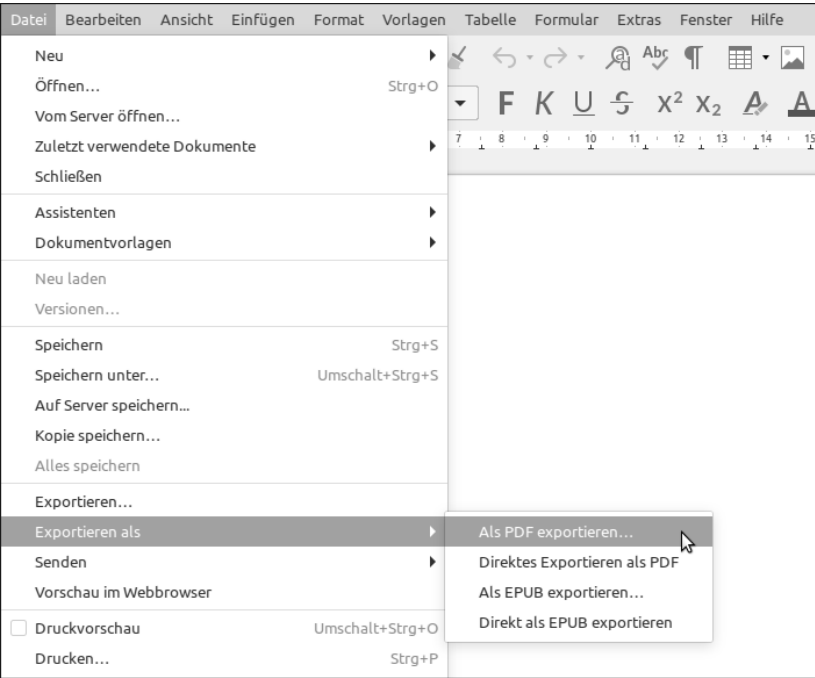 Datei Bearbeiten Ansicht Einfügen Format Vorlagen Tabelle Formular Extras Fenster Hilfe
Neu
Öffnen… Strg+O
Vom Server öffnen…
Zuletzt verwendete Dokumente
Schließen
Assistenten
Dokumentvorlagen
Neu laden
Versionen…
Speichern Strg+S
Speichern unter… Umschalt+Strg+S
Auf Server speichern...
Kopie speichern…
Alles speichern
Exportieren…
Exportieren als
Senden
Vorschau im Webbrowser
Druckvorschau Umschalt+Strg+O
Drucken… Strg+P
Als PDF exportieren…
Direktes Exportieren als PDF
Als EPUB exportieren…
Direkt als EPUB exportieren
Abc ¶
F K U S X² X₂ A A
7 8 9 10 11 12 13 14 15